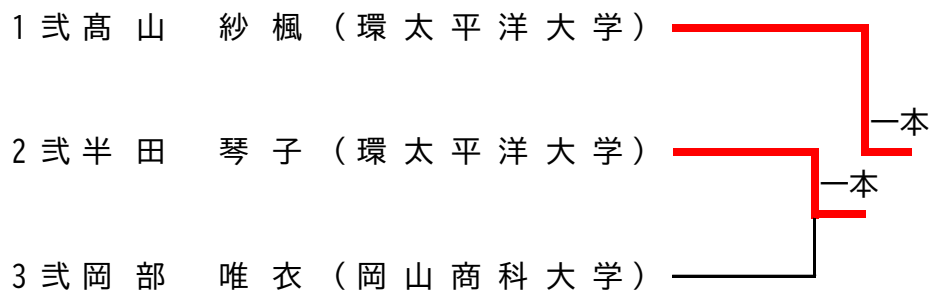 1 弐 髙山 紗楓 (環太平洋大学)
一本
2 弐 半田 琴子 (環太平洋大学)
一本
3 弐 岡部 唯衣 (岡山商科大学)